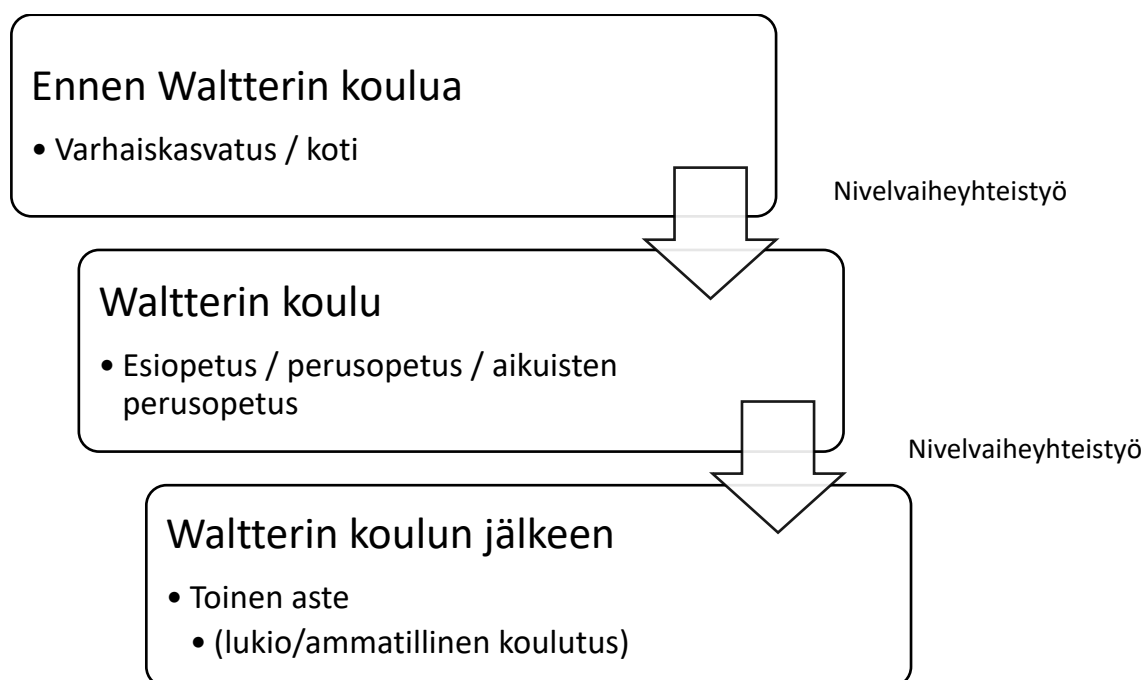 Ennen Waltterin koulua
• Varhaiskasvatus / koti
Nivelvaiheyhteistyö
Waltterin koulu
• Esiopetus / perusopetus / aikuisten
perusopetus
Nivelvaiheyhteistyö
Waltterin koulun jälkeen
• Toinen aste
• (lukio/ammatillinen koulutus)